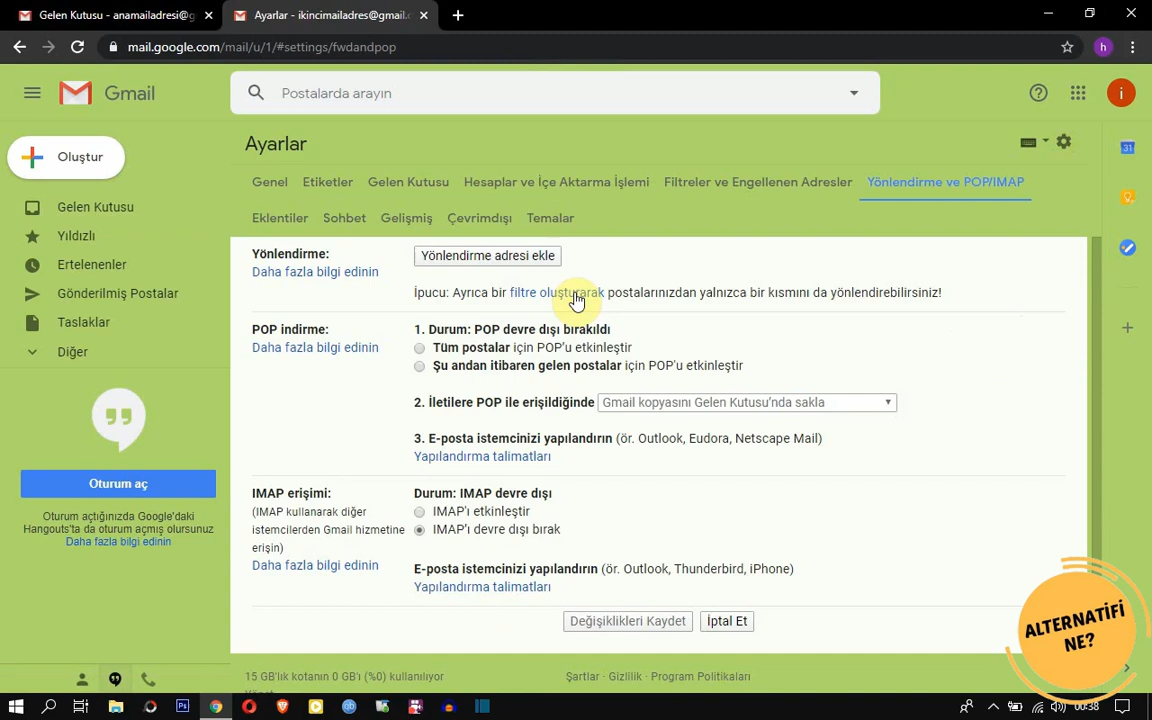 Gelen Kutusu - anamailadresi@g
Ayarlar - ikincimailadres@gmail.c
mail.google.com/mail/u/1/#settings/fwdandpop
h
Gmail
Postalarda arayın
i
Oluştur
Ayarlar
Genel Etiketler Gelen Kutusu Hesaplar ve İçe Aktarma İşlemi Filtreler ve Engellenen Adresler Yönlendirme ve POP/IMAP
Eklentiler Sohbet Gelişmiş Çevrimdışı Temalar
31
Gelen Kutusu
Yıldızlı
Ertelenenler
Gönderilmiş Postalar
Taslaklar
Diğer
Yönlendirme:
Daha fazla bilgi edinin
Yönlendirme adresi ekle
İpucu: Ayrıca bir filtre oluşturarak postalarınızdan yalnızca bir kısmını da yönlendirebilirsiniz!
POP indirme:
Daha fazla bilgi edinin
1. Durum: POP devre dışı bırakıldı
Tüm postalar için POP'u etkinleştir
Şu andan itibaren gelen postalar için POP'u etkinleştir
2. İletilere POP ile erişildiğinde Gmail kopyasını Gelen Kutusu'nda sakla
3. E-posta istemcinizi yapılandırın (ör. Outlook, Eudora, Netscape Mail)
Yapılandırma talimatları
IMAP erişimi:
(IMAP kullanarak diğer
istemcilerden Gmail hizmetine
erişin)
Daha fazla bilgi edinin
Durum: IMAP devre dışı
IMAP'ı etkinleştir
IMAP'ı devre dışı bırak
E-posta istemcinizi yapılandırın (ör. Outlook, Thunderbird, iPhone)
Yapılandırma talimatları
Değişiklikleri Kaydet İptal Et
Oturum aç
Oturum açtığınızda Google'daki
Hangouts'ta da oturum açmış olursunuz
Daha fazla bilgi edinin
15 GB'lık kotanın 0 GB'ı (%0) kullanılıyor
Şartlar · Gizlilik · Program Politikaları
ALTERNATİFİ
NE?
Ps
qb
00:38